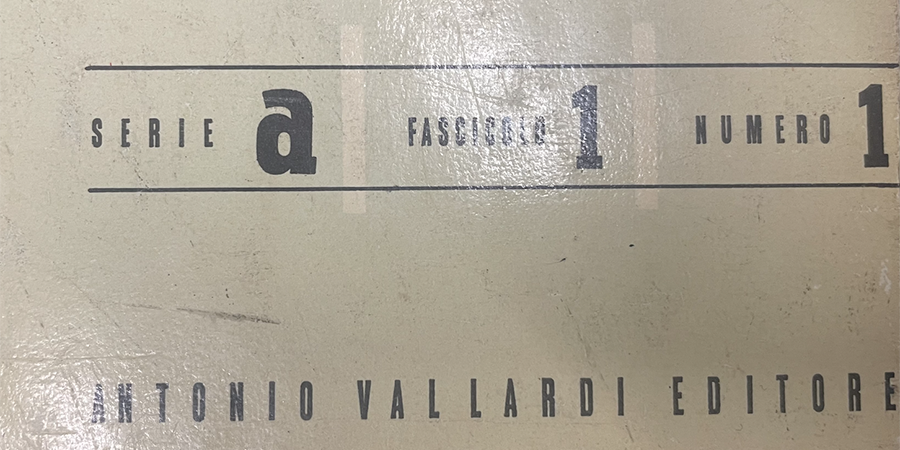 SERIE a FASCICOLO 1 NUMERO 1
ANTONIO VALLARDI EDITORE